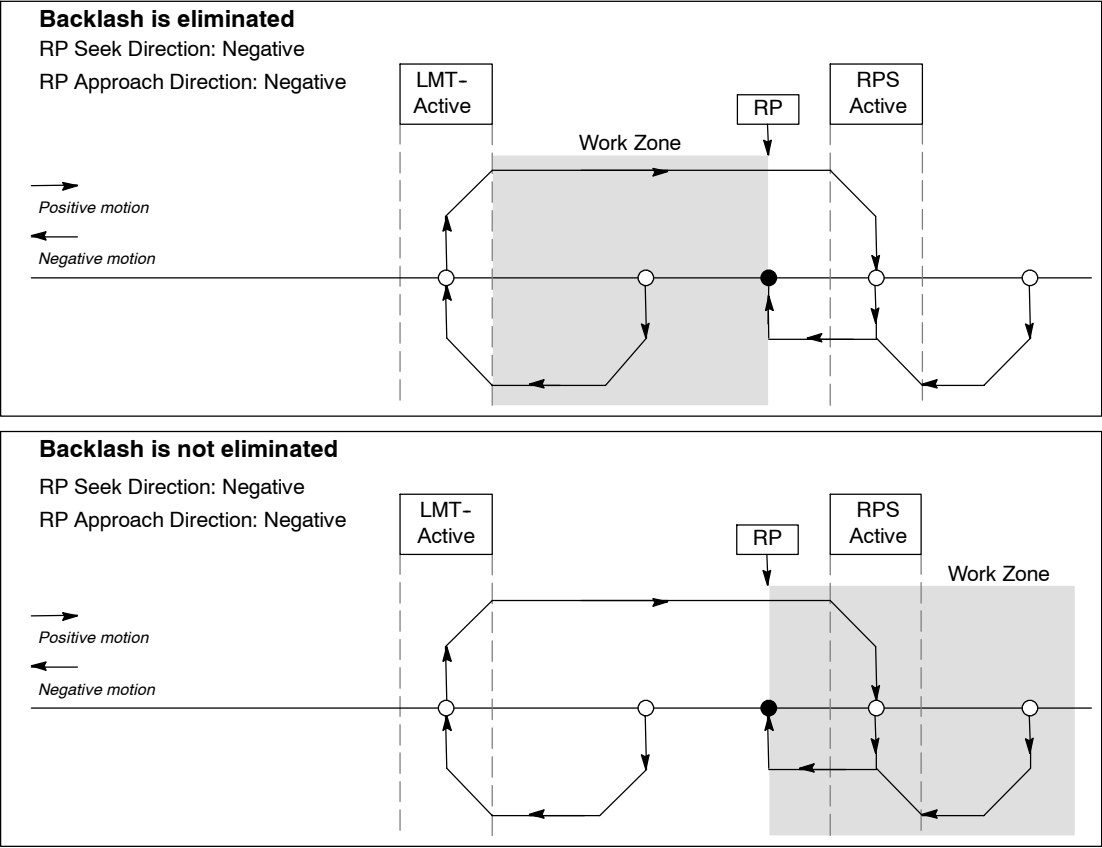 Backlash is eliminated
RP Seek Direction: Negative
RP Approach Direction: Negative
LMT-
Active
RP
RPS
Active
Work Zone
Positive motion
Negative motion
Backlash is not eliminated
RP Seek Direction: Negative
RP Approach Direction: Negative
LMT-
Active
RP
RPS
Active
Work Zone
Positive motion
Negative motion